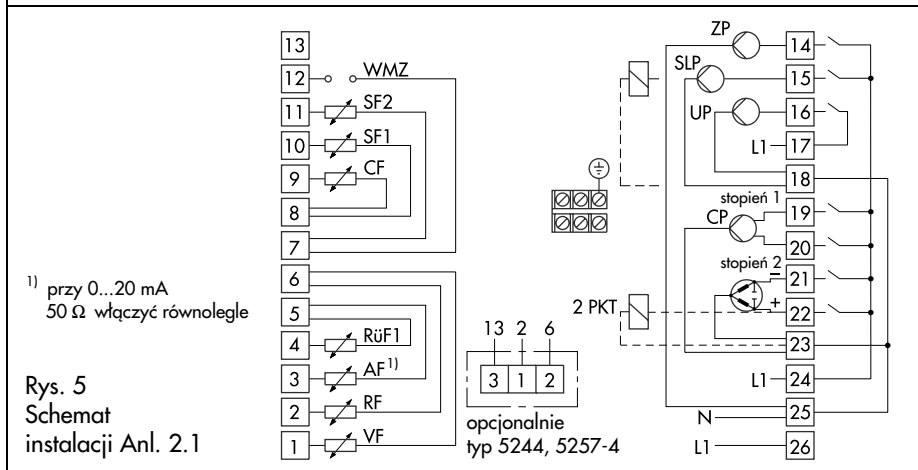 13
12 WMZ
11 SF2
10 SF1
9 CF
8
7
6
5
4 RüF1
3 AF 1)
2 RF
1 VF
1) przy 0...20 mA
50 Ω włączyć równolegle
Rys. 5
Schemat
instalacji Anl. 2.1
13 2 6
3 1 2
opcjonalnie
typ 5244, 5257-4
ZP 14
SLP 15
UP 16
L1 17
18
stopień 1
CP 19
20
stopień 2
– 21
+ 22
2 PKT
23
L1 24
N 25
L1 26